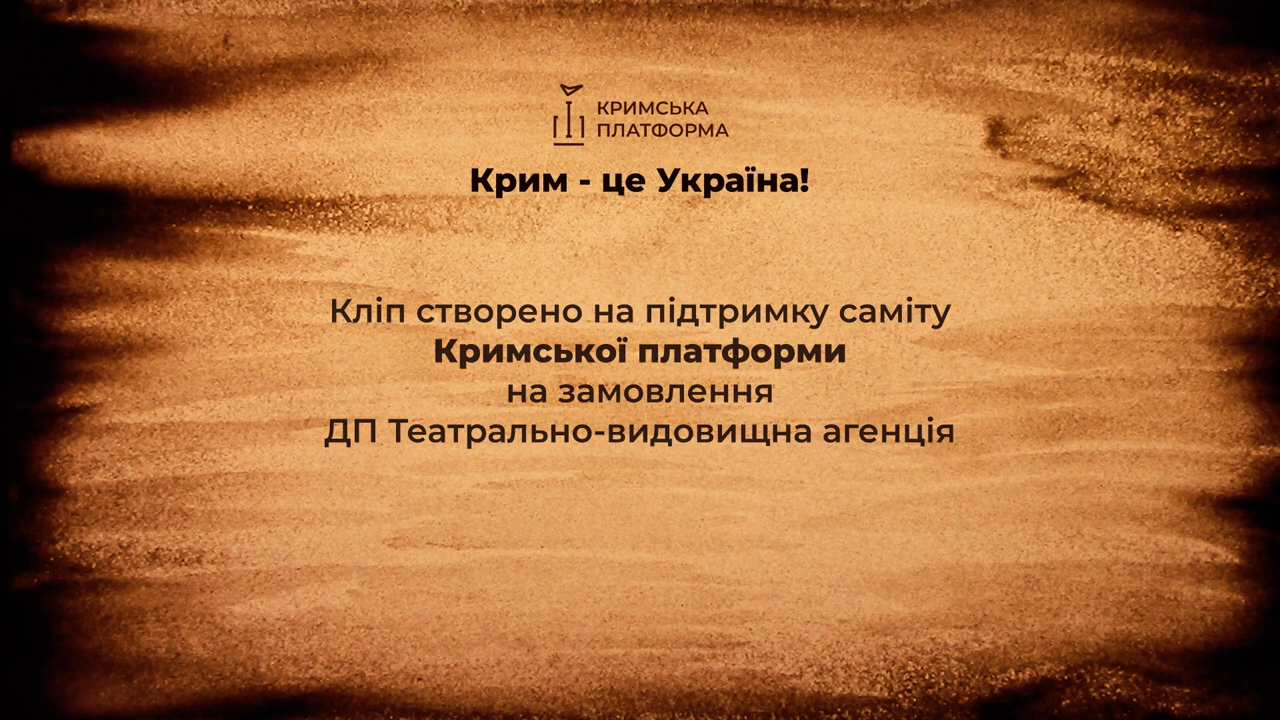 КРИМСЬКА
ПЛАТФОРМА
Крим - це Україна!
Кліп створено на підтримку саміту
Кримської платформи
на замовлення
ДП Театрально-видовищна агенція